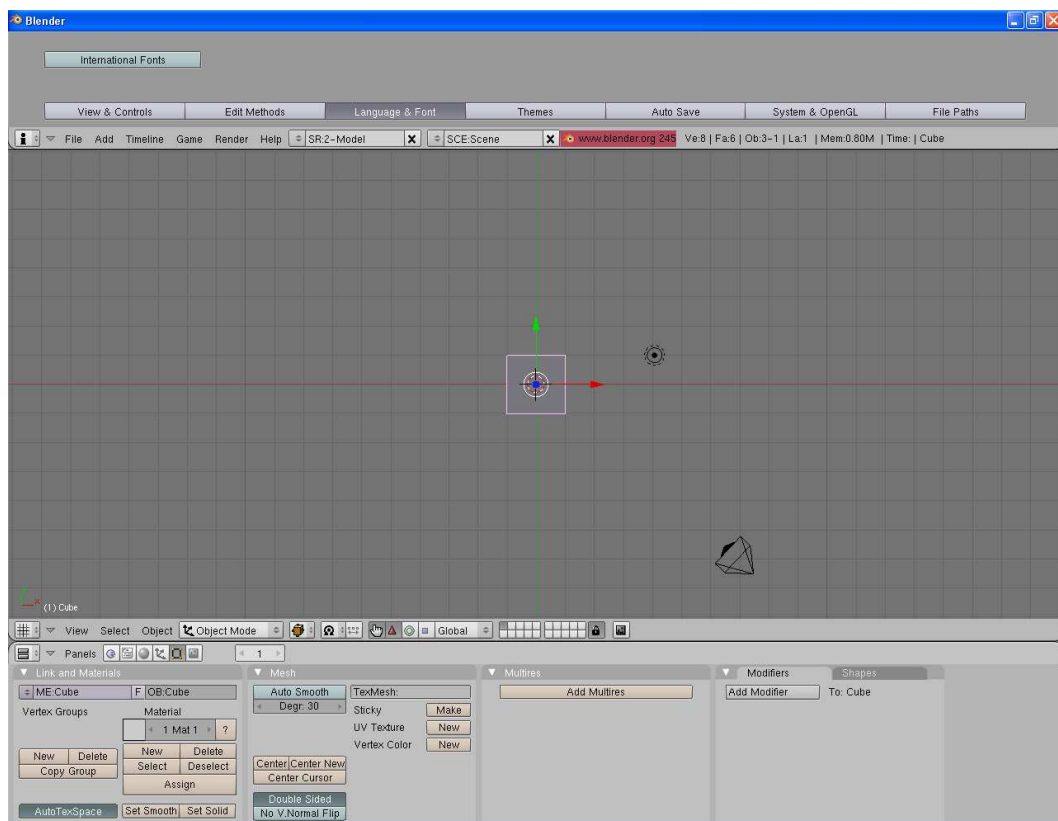 Blender
International Fonts
View & Controls Edit Methods Language & Font Themes Auto Save System & OpenGL File Paths
File Add Timeline Game Render Help SR:2-Model SCE:Scene www.blender.org 245 Ve:8 | Fa:6 | Ob:3-1 | La:1 | Mem:0.80M | Time: | Cube
(1) Cube
View Select Object Object Mode Global
Panels 1
Link and Materials Mesh Multires Modifiers Shapes
ME:Cube F OB:Cube Auto Smooth TexMesh: Add Multires Add Modifier To: Cube
Vertex Groups Material Degr: 30 Sticky Make
1 Mat 1 ? UV Texture New
Vertex Color New
New Delete New Delete
Copy Group Select Deselect Center Center New
Assign Center Cursor
AutoTexSpace Set Smooth Set Solid Double Sided
No V.Normal Flip